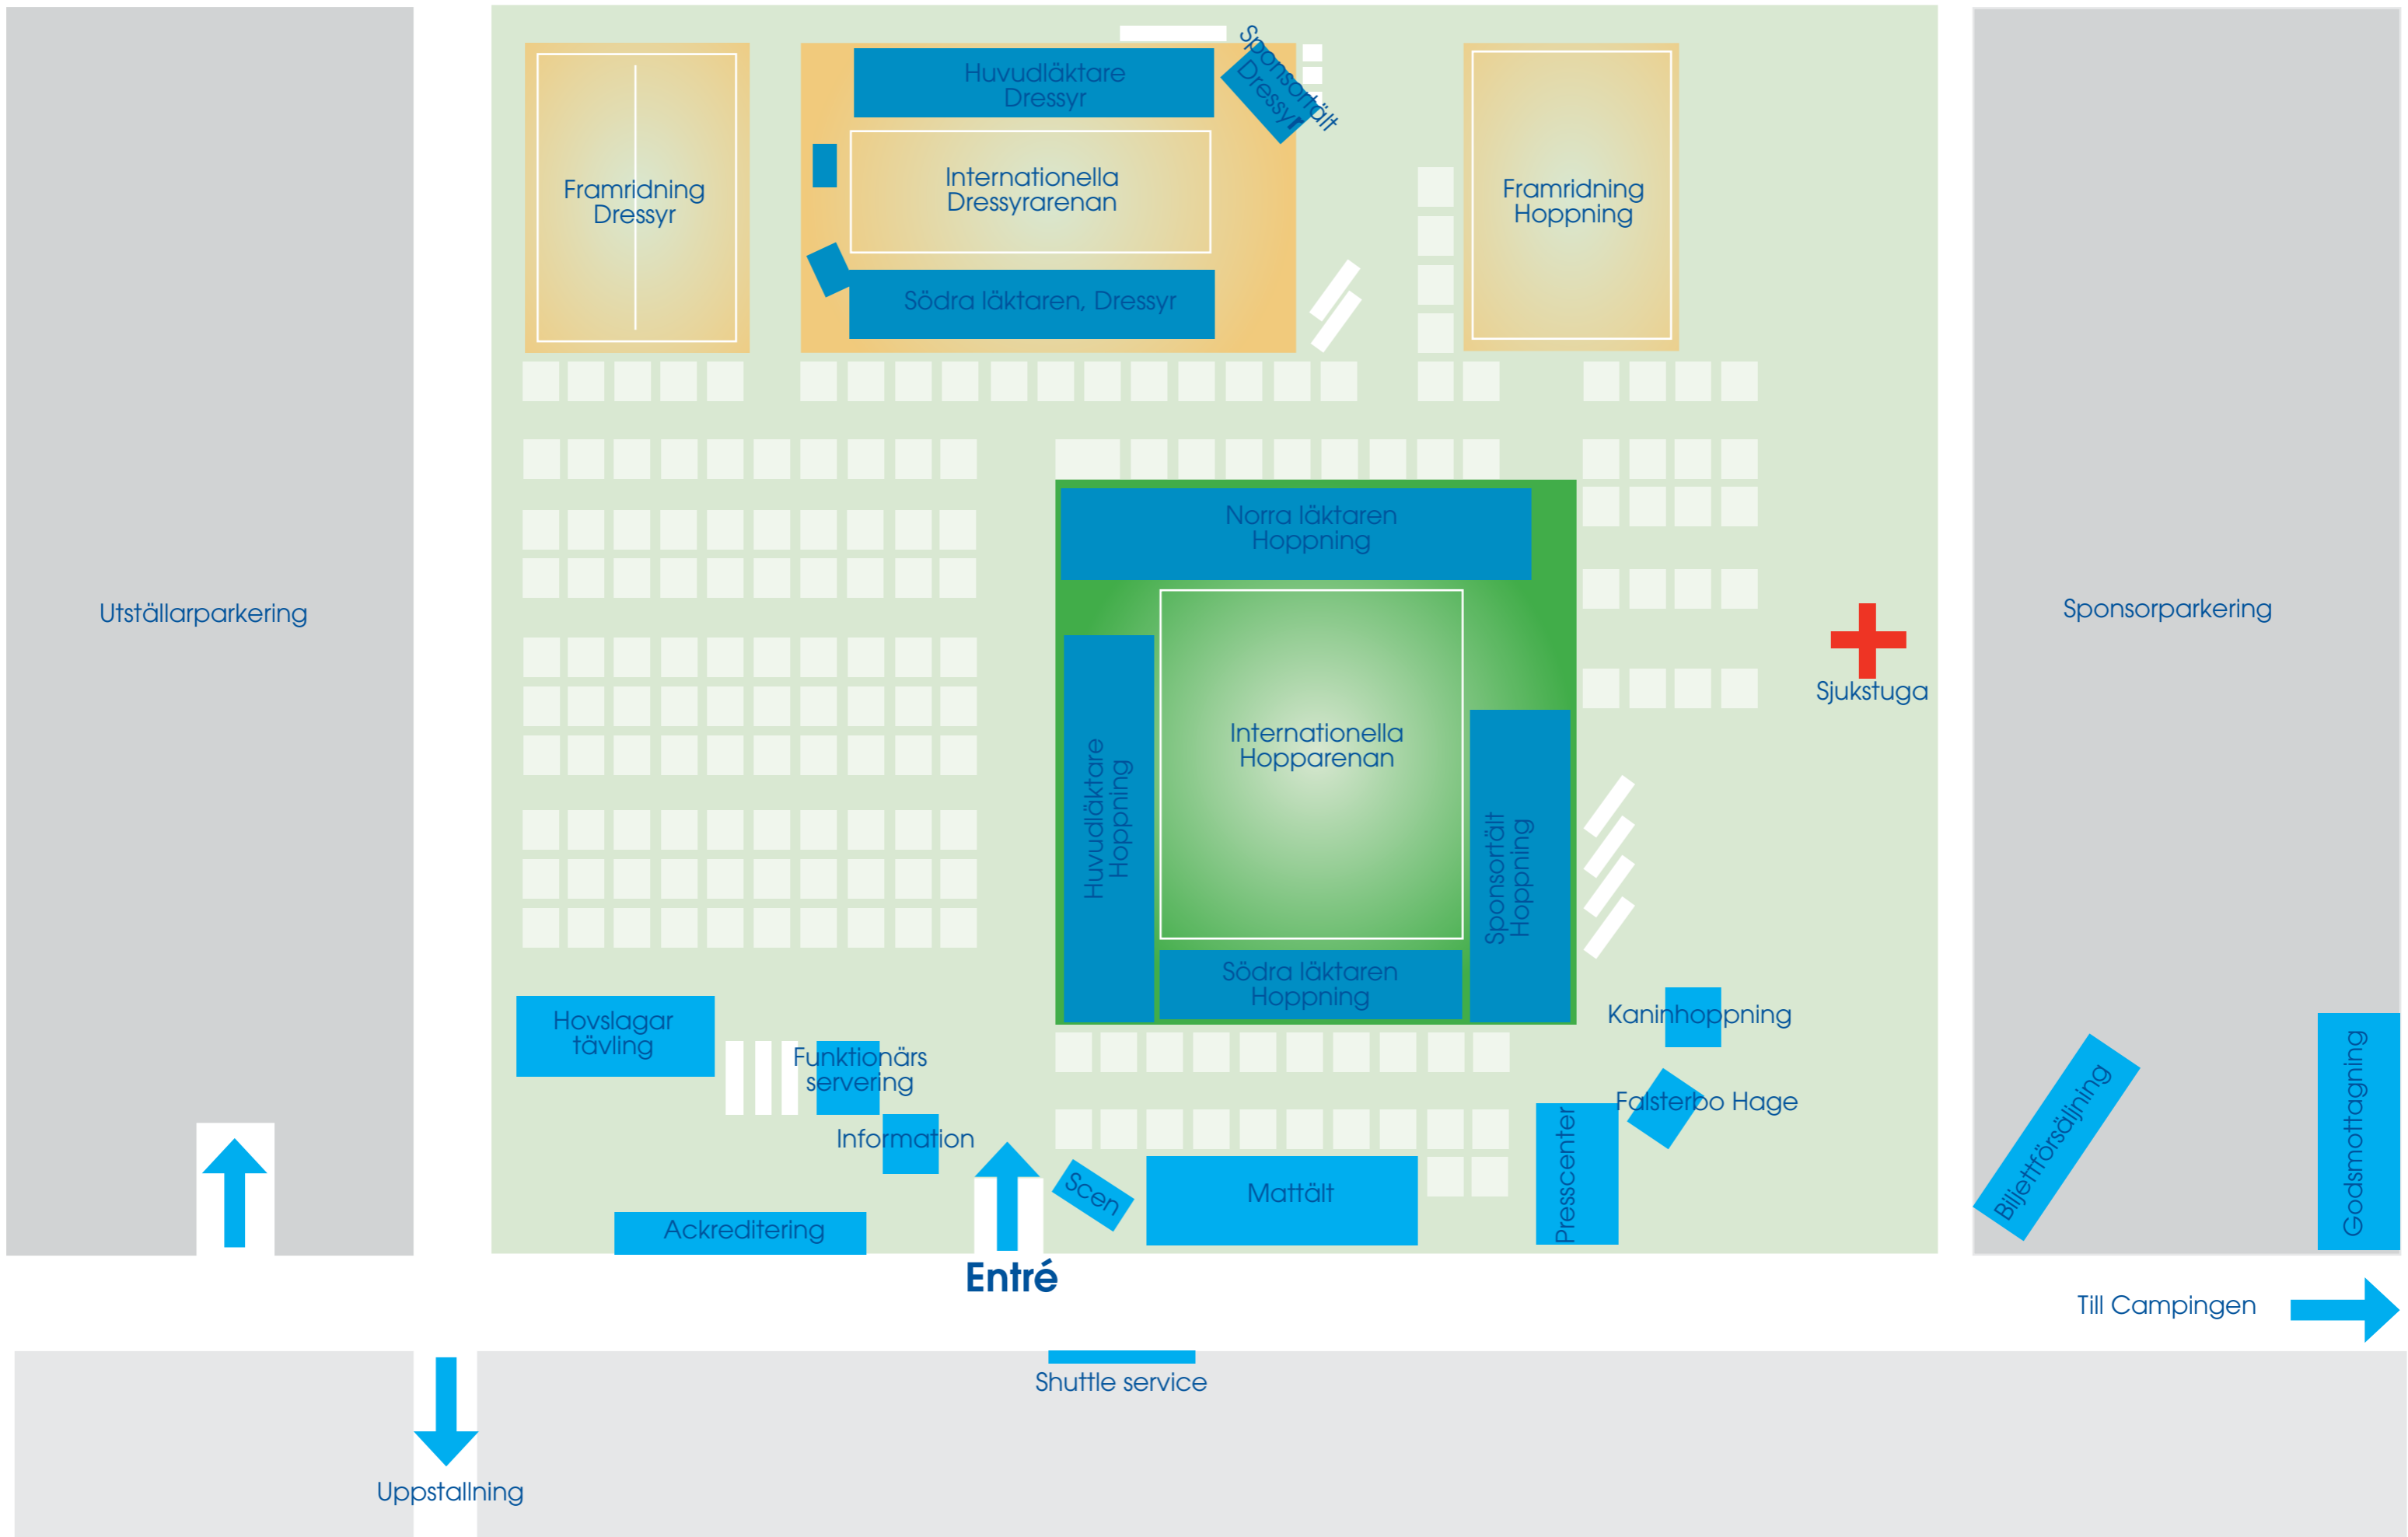 Huvudläktare
Dressyr
Sponsortält
Dressyr
Framridning
Dressyr
Internationella
Dressyrarenan
Framridning
Hoppning
Södra läktaren, Dressyr
Norra läktaren
Hoppning
Utställarparkering
Sponsorparkering
Sjukstuga
Internationella
Hopparenan
Huvudläktare
Hoppning
Sponsortält
Hoppning
Södra läktaren
Hoppning
Hovslagar
tävling
Funktionärs
servering
Information
Kaninhoppning
Falsterbo Hage
Presscenter
Biljettförsäljning
Godsmottagning
Scen
Mattält
Ackreditering
Entré
Till Campingen
Shuttle service
Uppstallning